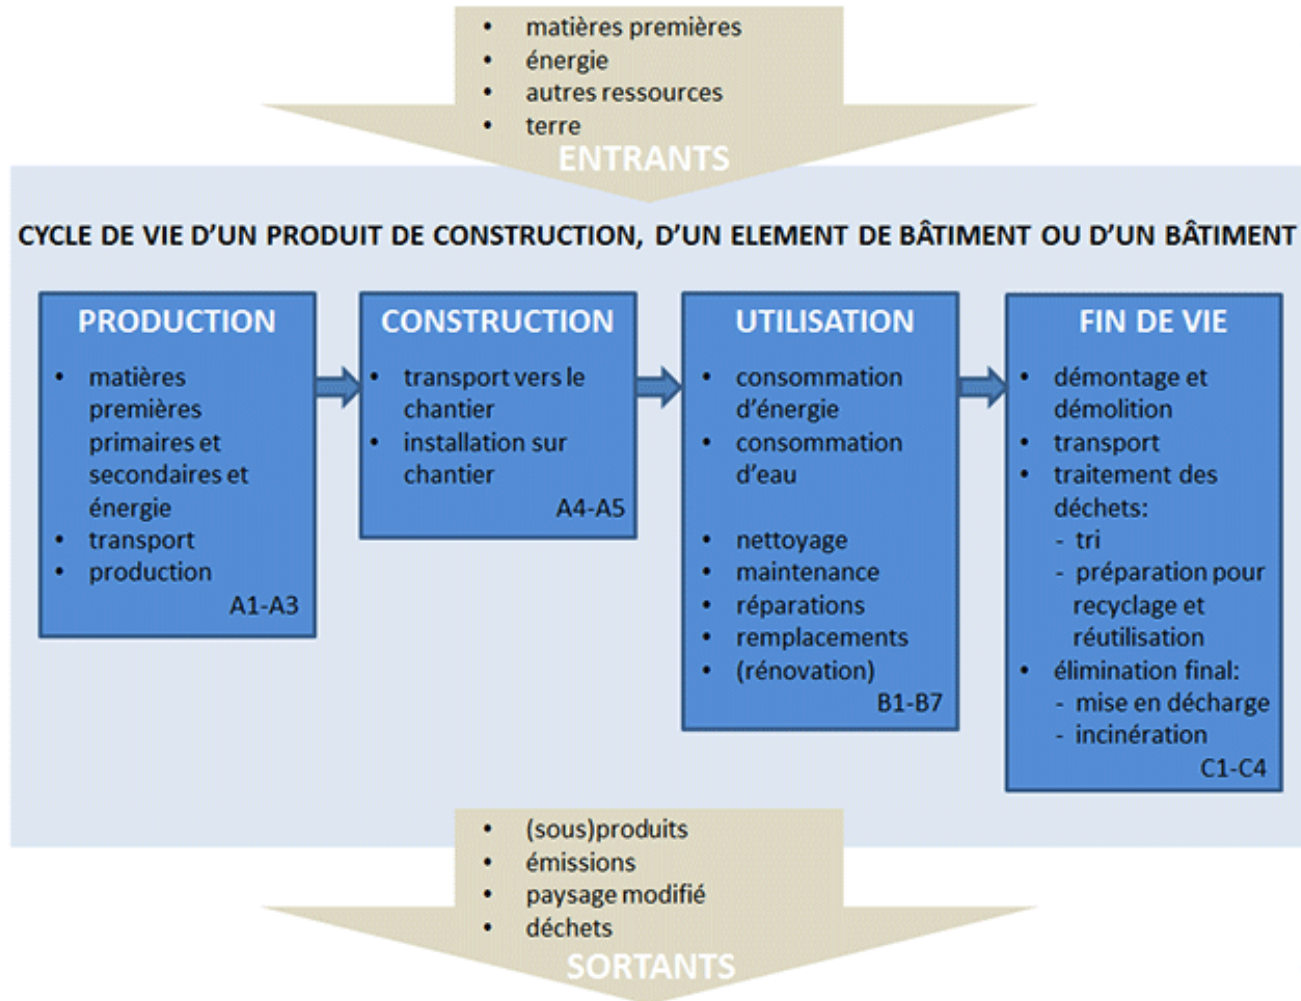 • matières premières
• énergie
• autres ressources
• terre
ENTRANTS
CYCLE DE VIE D’UN PRODUIT DE CONSTRUCTION, D’UN ELEMENT DE BÂTIMENT OU D’UN BÂTIMENT
PRODUCTION
• matières
premières
primaires et
secondaires et
énergie
• transport
• production
A1-A3
CONSTRUCTION
• transport vers le
chantier
• installation sur
chantier
A4-A5
UTILISATION
• consommation
d’énergie
• consommation
d’eau
• nettoyage
• maintenance
• réparations
• remplacements
• (rénovation)
B1-B7
FIN DE VIE
• démontage et
démolition
• transport
• traitement des
déchets:
- tri
- préparation pour
recyclage et
réutilisation
• élimination final:
- mise en décharge
- incinération
C1-C4
• (sous)produits
• émissions
• paysage modifié
• déchets
SORTANTS